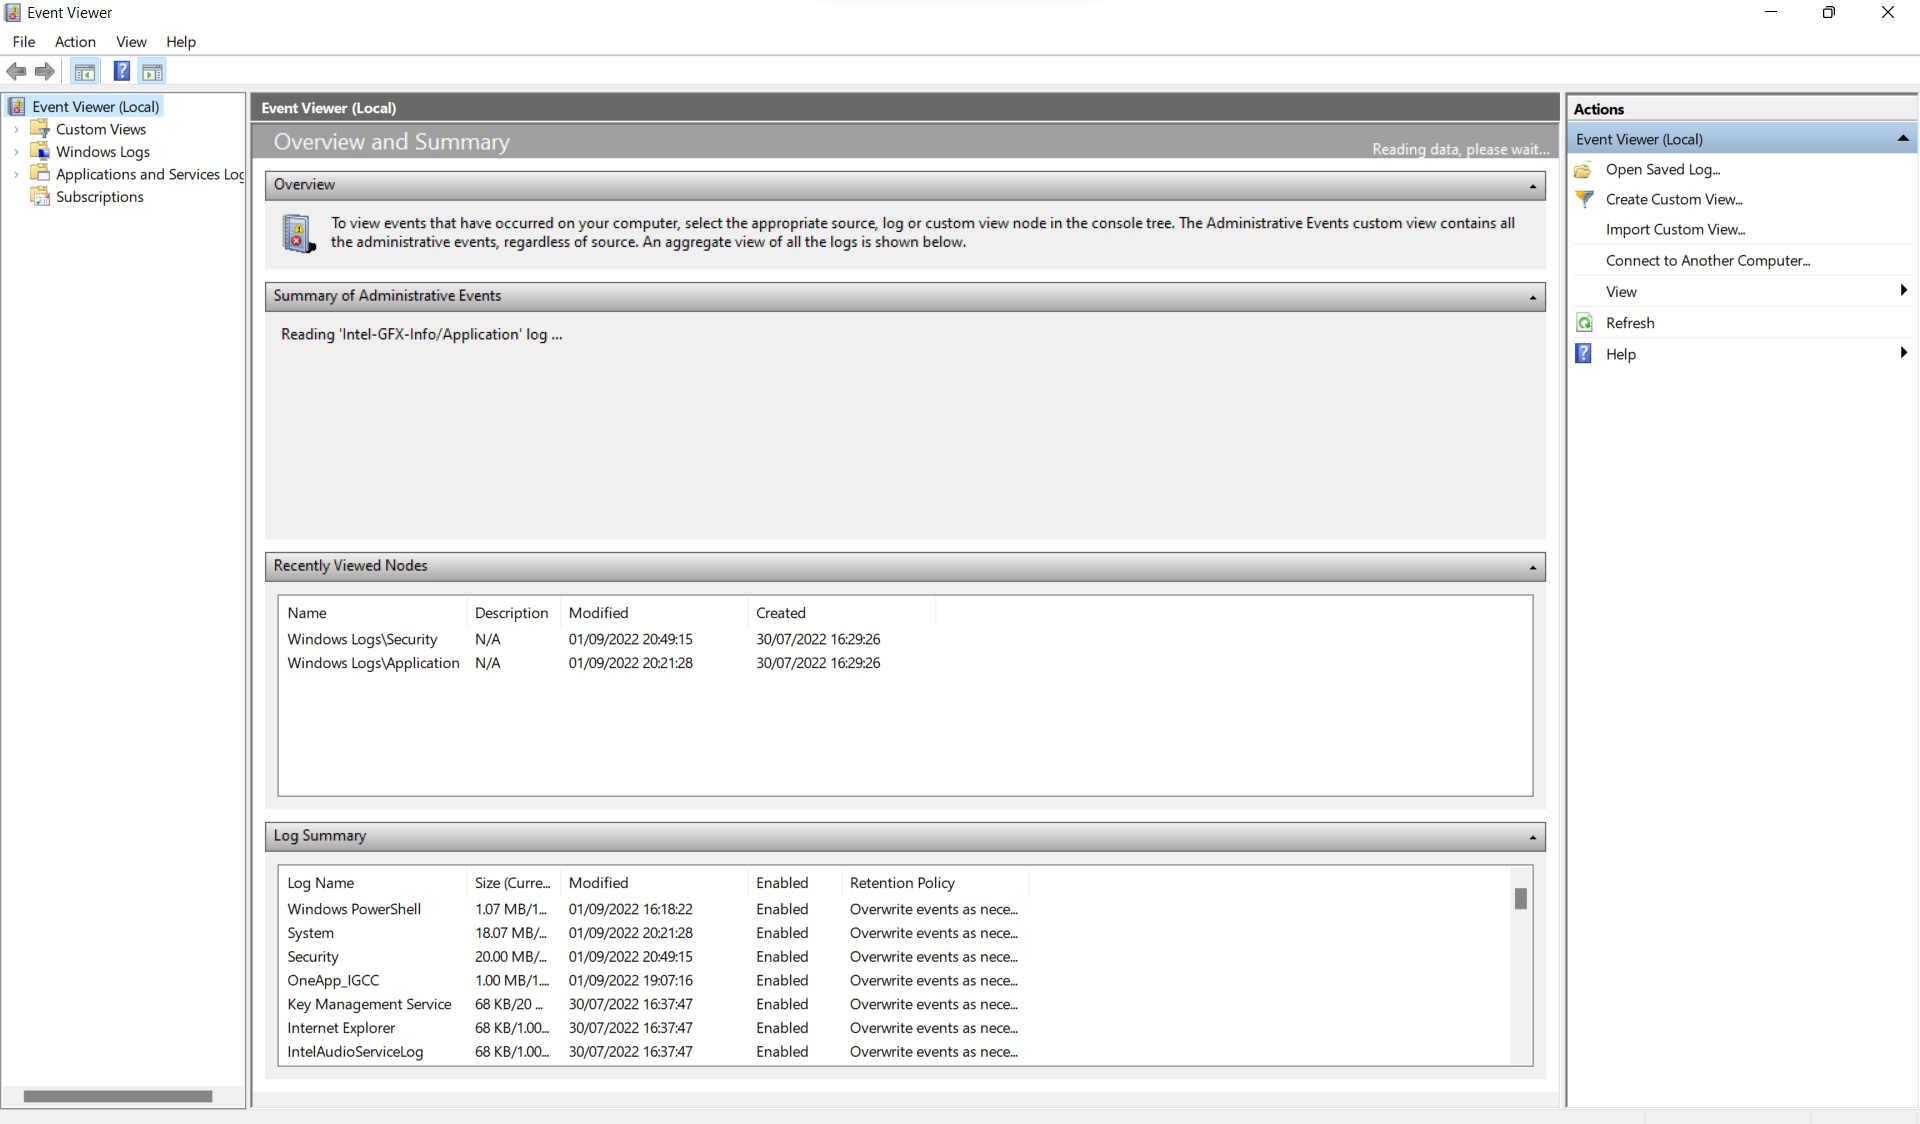 Event Viewer
File Action View Help
Event Viewer (Local)
Custom Views
Windows Logs
Applications and Services Log
Subscriptions
Event Viewer (Local)
Overview and Summary
Reading data, please wait...
Overview
To view events that have occurred on your computer, select the appropriate source, log or custom view node in the console tree. The Administrative Events custom view contains all
the administrative events, regardless of source. An aggregate view of all the logs is shown below.
Summary of Administrative Events
Reading 'Intel-GFX-Info/Application' log ...
Recently Viewed Nodes
Name Description Modified Created
Windows Logs\Security N/A 01/09/2022 20:49:15 30/07/2022 16:29:26
Windows Logs\Application N/A 01/09/2022 20:21:28 30/07/2022 16:29:26
Log Summary
Log Name Size (Curre... Modified Enabled Retention Policy
Windows PowerShell 1.07 MB/1... 01/09/2022 16:18:22 Enabled Overwrite events as nece...
System 18.07 MB/... 01/09/2022 20:21:28 Enabled Overwrite events as nece...
Security 20.00 MB/... 01/09/2022 20:49:15 Enabled Overwrite events as nece...
OneApp_IGCC 1.00 MB/1.... 01/09/2022 19:07:16 Enabled Overwrite events as nece...
Key Management Service 68 KB/20 ... 30/07/2022 16:37:47 Enabled Overwrite events as nece...
Internet Explorer 68 KB/1.00... 30/07/2022 16:37:47 Enabled Overwrite events as nece...
IntelAudioServiceLog 68 KB/1.00... 30/07/2022 16:37:47 Enabled Overwrite events as nece...
Actions
Event Viewer (Local)
Open Saved Log...
Create Custom View...
Import Custom View...
Connect to Another Computer...
View
Refresh
Help